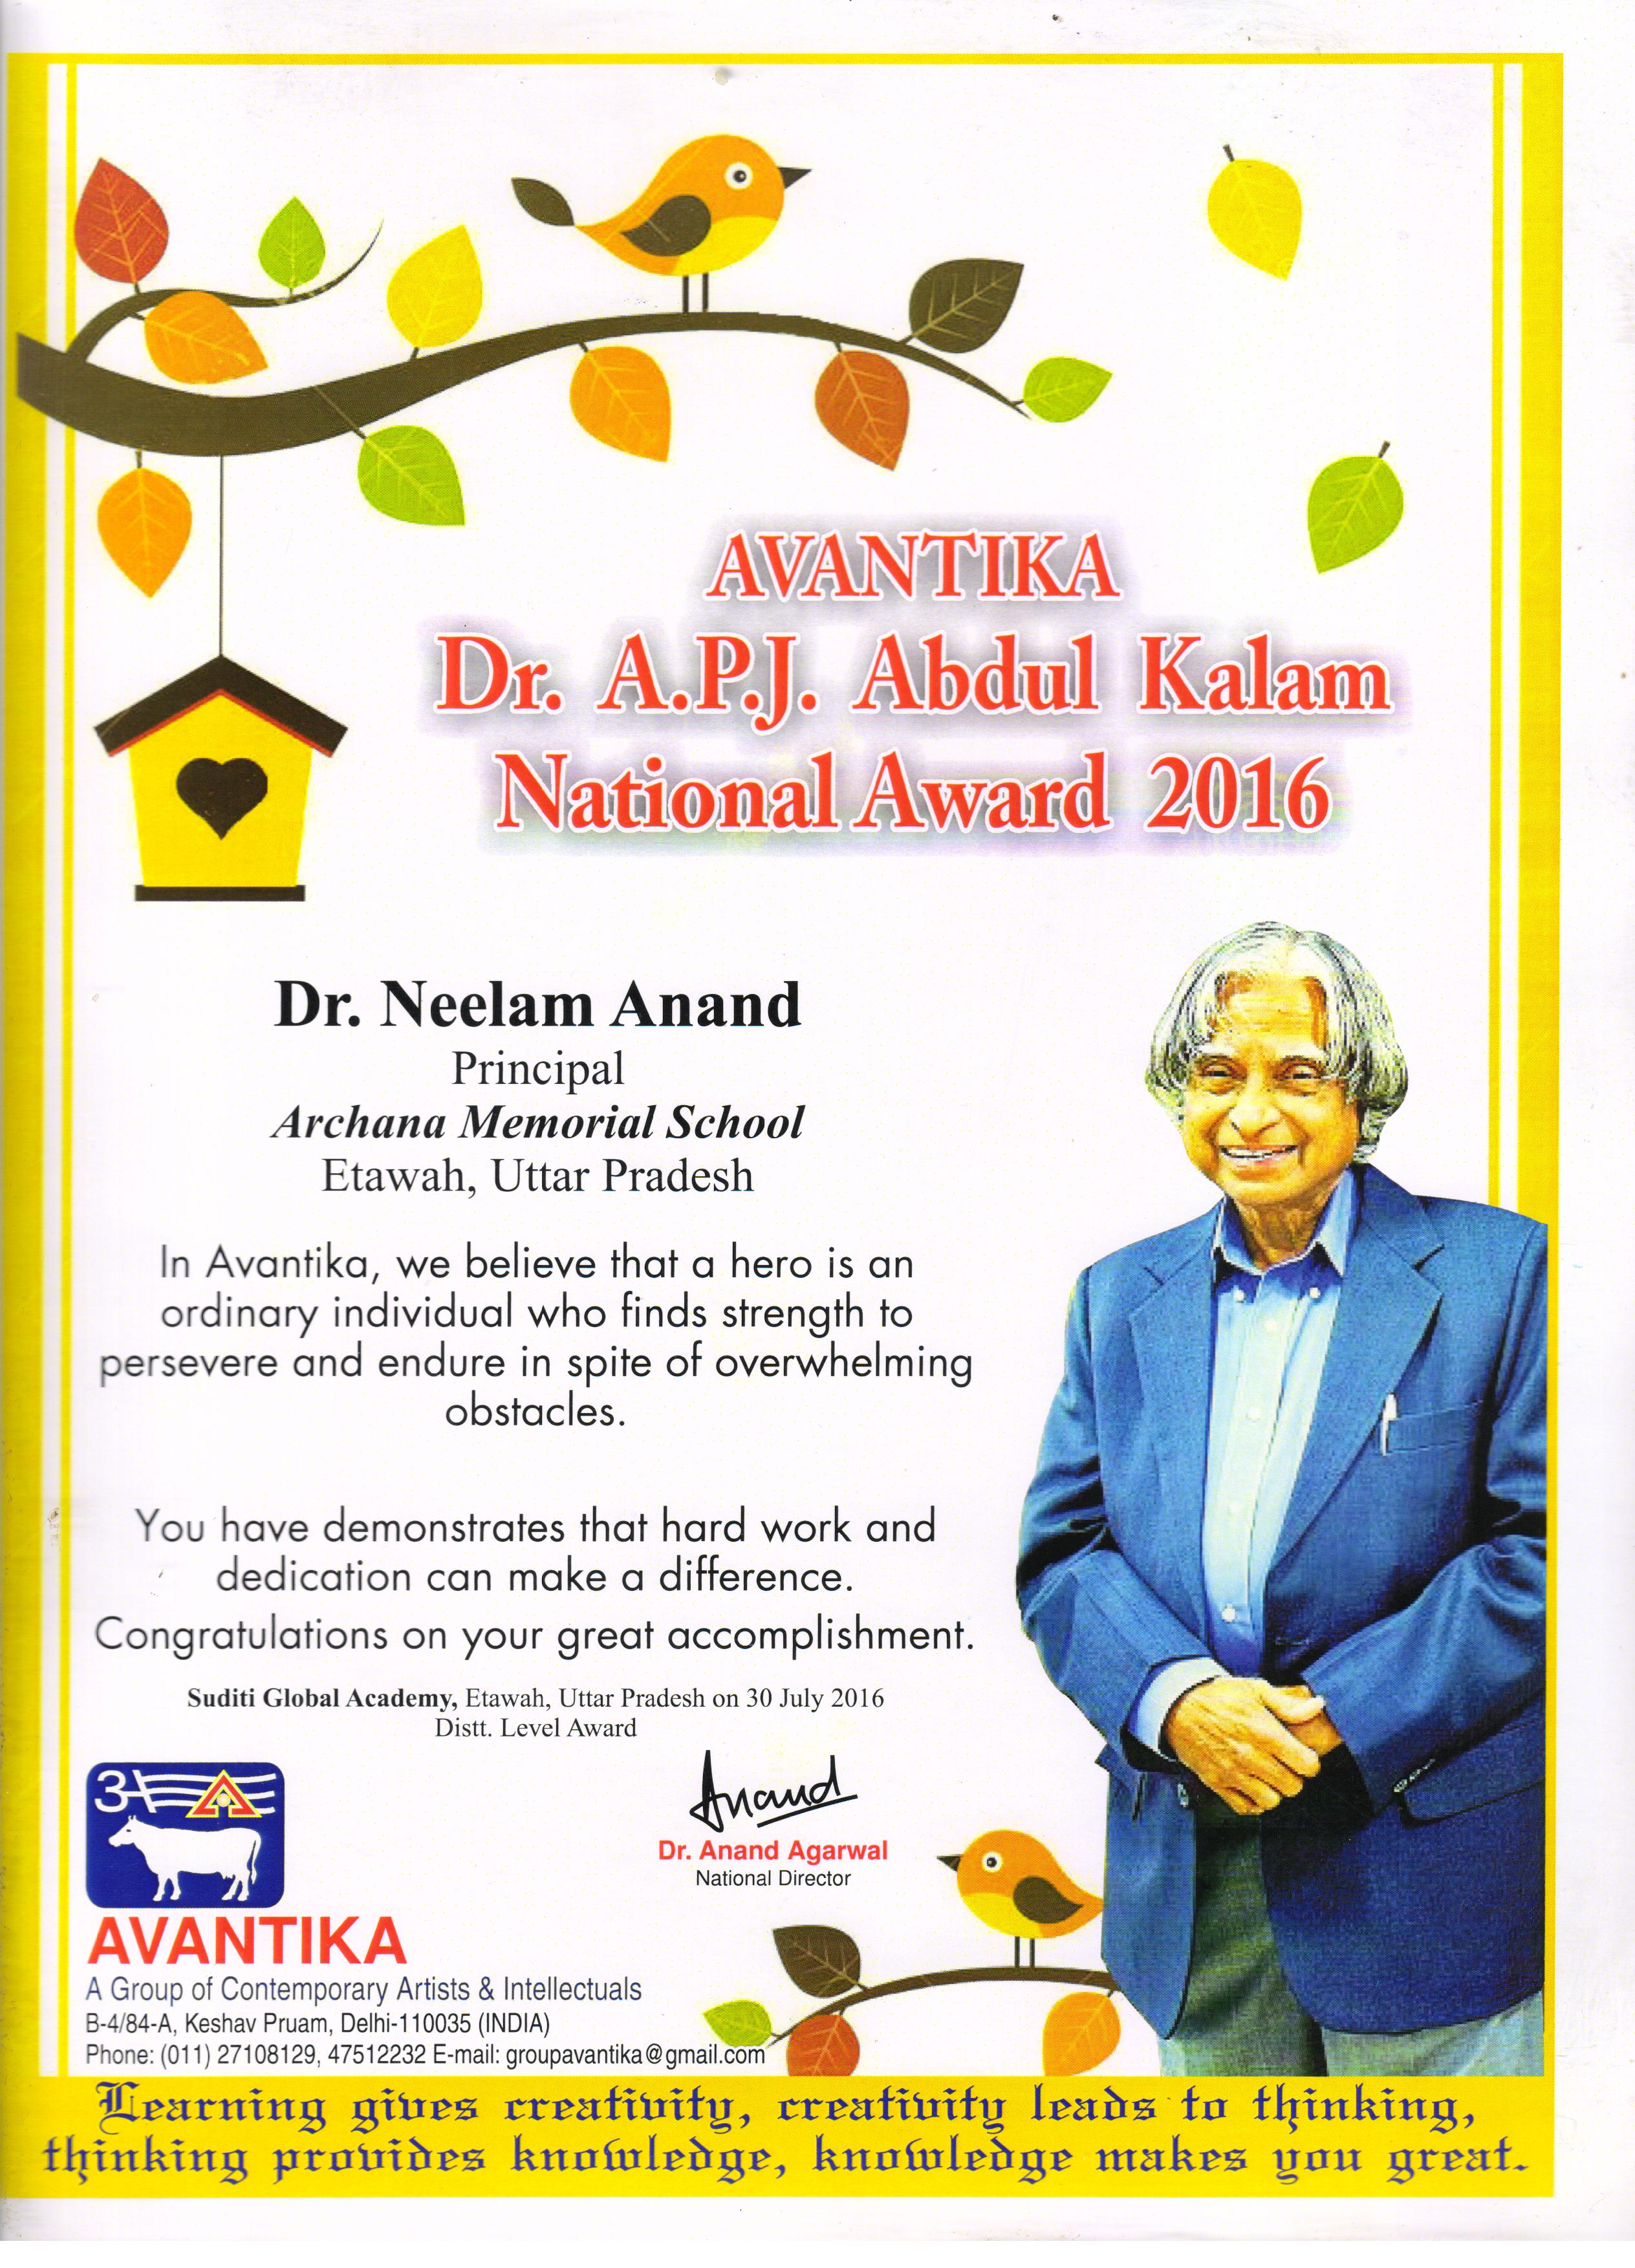 AVANTIKA
Dr. A.P.J. Abdul Kalam
National Award 2016
Dr. Neelam Anand
Principal
Archana Memorial School
Etawah, Uttar Pradesh
In Avantika, we believe that a hero is an
ordinary individual who finds strength to
persevere and endure in spite of overwhelming
obstacles.
You have demonstrates that hard work and
dedication can make a difference.
Congratulations on your great accomplishment.
Suditi Global Academy, Etawah, Uttar Pradesh on 30 July 2016
Distt. Level Award
Anand
Dr. Anand Agarwal
National Director
3A
AVANTIKA
A Group of Contemporary Artists & Intellectuals
B-4/84-A, Keshav Pruam, Delhi-110035 (INDIA)
Phone: (011) 27108129, 47512232 E-mail: groupavantika@gmail.com
Learning gives creativity, creativity leads to thinking,
thinking provides knowledge, knowledge makes you great.